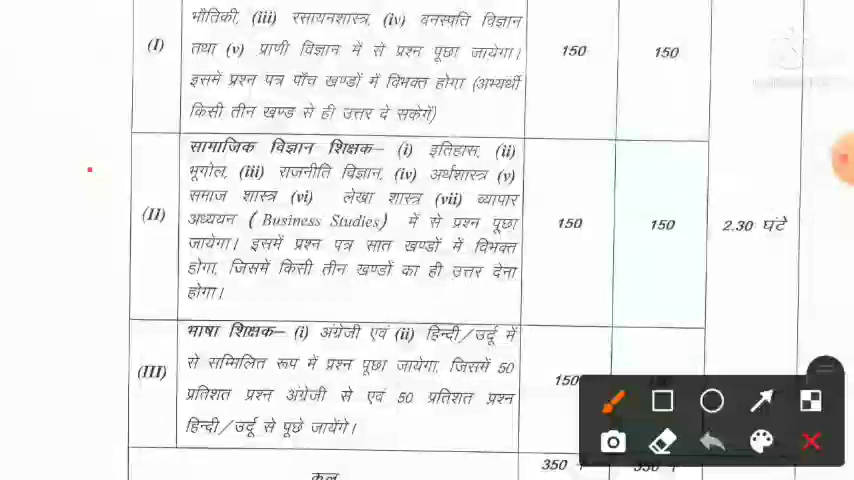 भौतिकी, (iii) रसायनशास्त्र, (iv) वनस्पति विज्ञान
तथा (v) प्राणी विज्ञान में से प्रश्न पूछा जायेगा।
इसमें प्रश्न पत्र पाँच खण्डों में विभक्त होगा (अभ्यर्थी
किसी तीन खण्ड से ही उत्तर दे सकेगें)
(I)
150
150
सामाजिक विज्ञान शिक्षक– (i) इतिहास, (ii)
भूगोल, (iii) राजनीति विज्ञान, (iv) अर्थशास्त्र (v)
समाज शास्त्र (vi) लेखा शास्त्र (vii) व्यापार
अध्ययन ( Business Studies) में से प्रश्न पूछा
जायेगा। इसमें प्रश्न पत्र सात खण्डों में विभक्त
होगा, जिसमें किसी तीन खण्डों का ही उत्तर देना
होगा।
(II)
150
150
2.30 घंटे
भाषा शिक्षक– (i) अंग्रेजी एवं (ii) हिन्दी/उर्दू में
से सम्मिलित रूप में प्रश्न पूछा जायेगा, जिसमें 50
प्रतिशत प्रश्न अंग्रेजी से एवं 50 प्रतिशत प्रश्न
हिन्दी/उर्दू से पूछे जायेंगे।
(III)
150
कुल
350
350